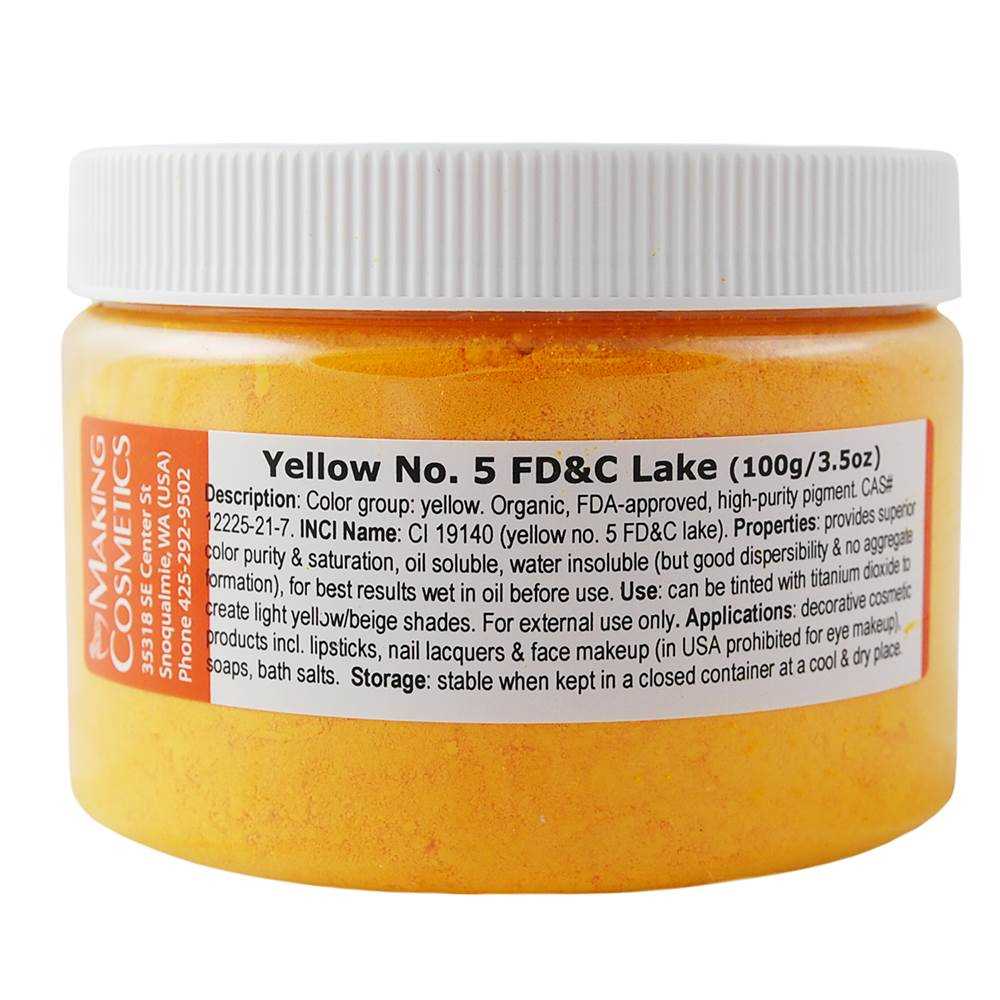 Yellow No. 5 FD&C Lake (100g/3.5oz)
Description: Color group: yellow. Organic, FDA-approved, high-purity pigment. CAS#
12225-21-7. INCI Name: CI 19140 (yellow no. 5 FD&C lake). Properties: provides superior
color purity & saturation, oil soluble, water insoluble (but good dispersibility & no aggregate
formation), for best results wet in oil before use. Use: can be tinted with titanium dioxide to
create light yellow/beige shades. For external use only. Applications: decorative cosmetic
products incl. lipsticks, nail lacquers & face makeup (in USA prohibited for eye makeup),
soaps, bath salts. Storage: stable when kept in a closed container at a cool & dry place.
MAKING
COSMETICS
35318 SE Center St
Snoqualmie, WA (USA)
Phone 425-292-9502